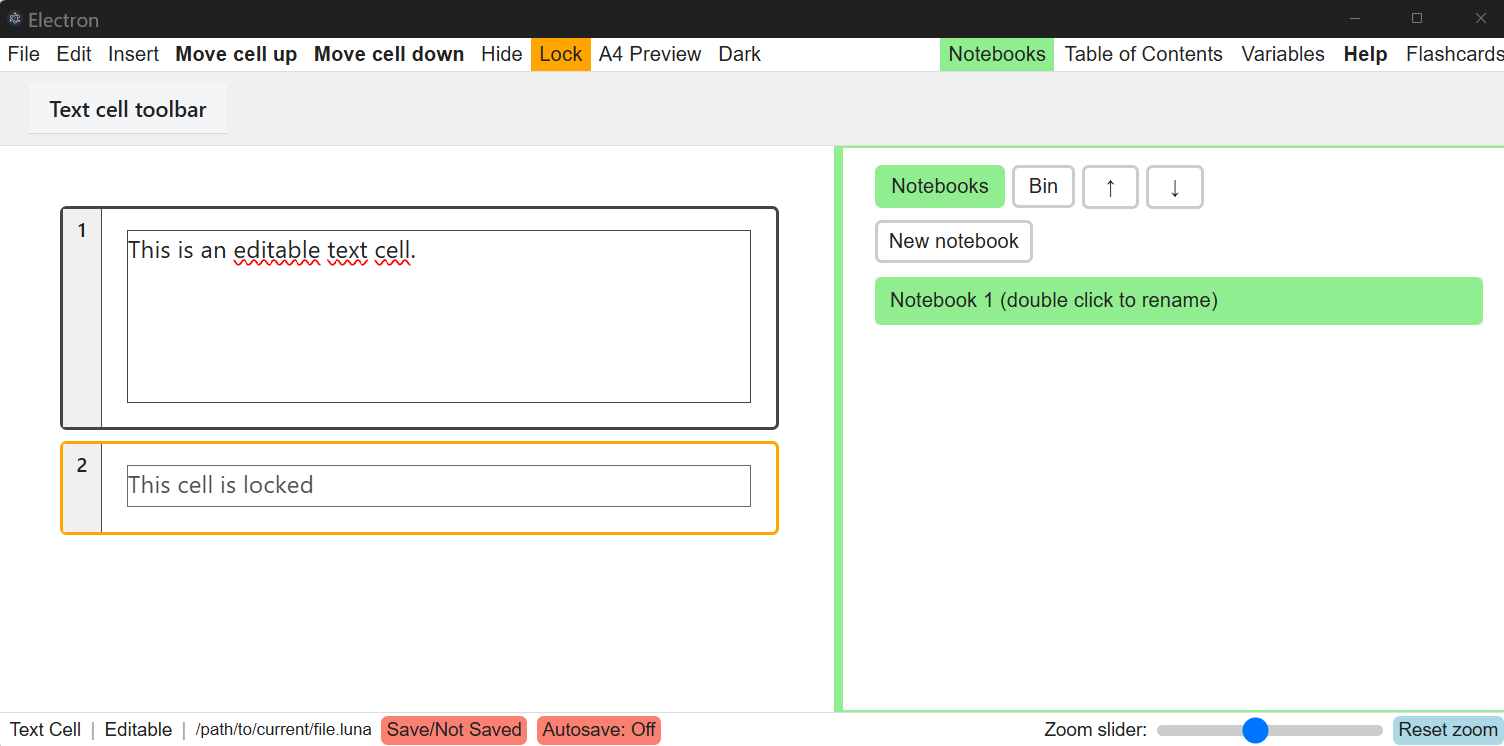 Electron
File Edit Insert Move cell up Move cell down Hide Lock A4 Preview Dark Notebooks Table of Contents Variables Help Flashcards
Text cell toolbar
Notebooks Bin ↑ ↓
New notebook
Notebook 1 (double click to rename)
1
This is an editable text cell.
2
This cell is locked
Text Cell | Editable | /path/to/current/file.luna Save/Not Saved Autosave: Off Zoom slider: Reset zoom